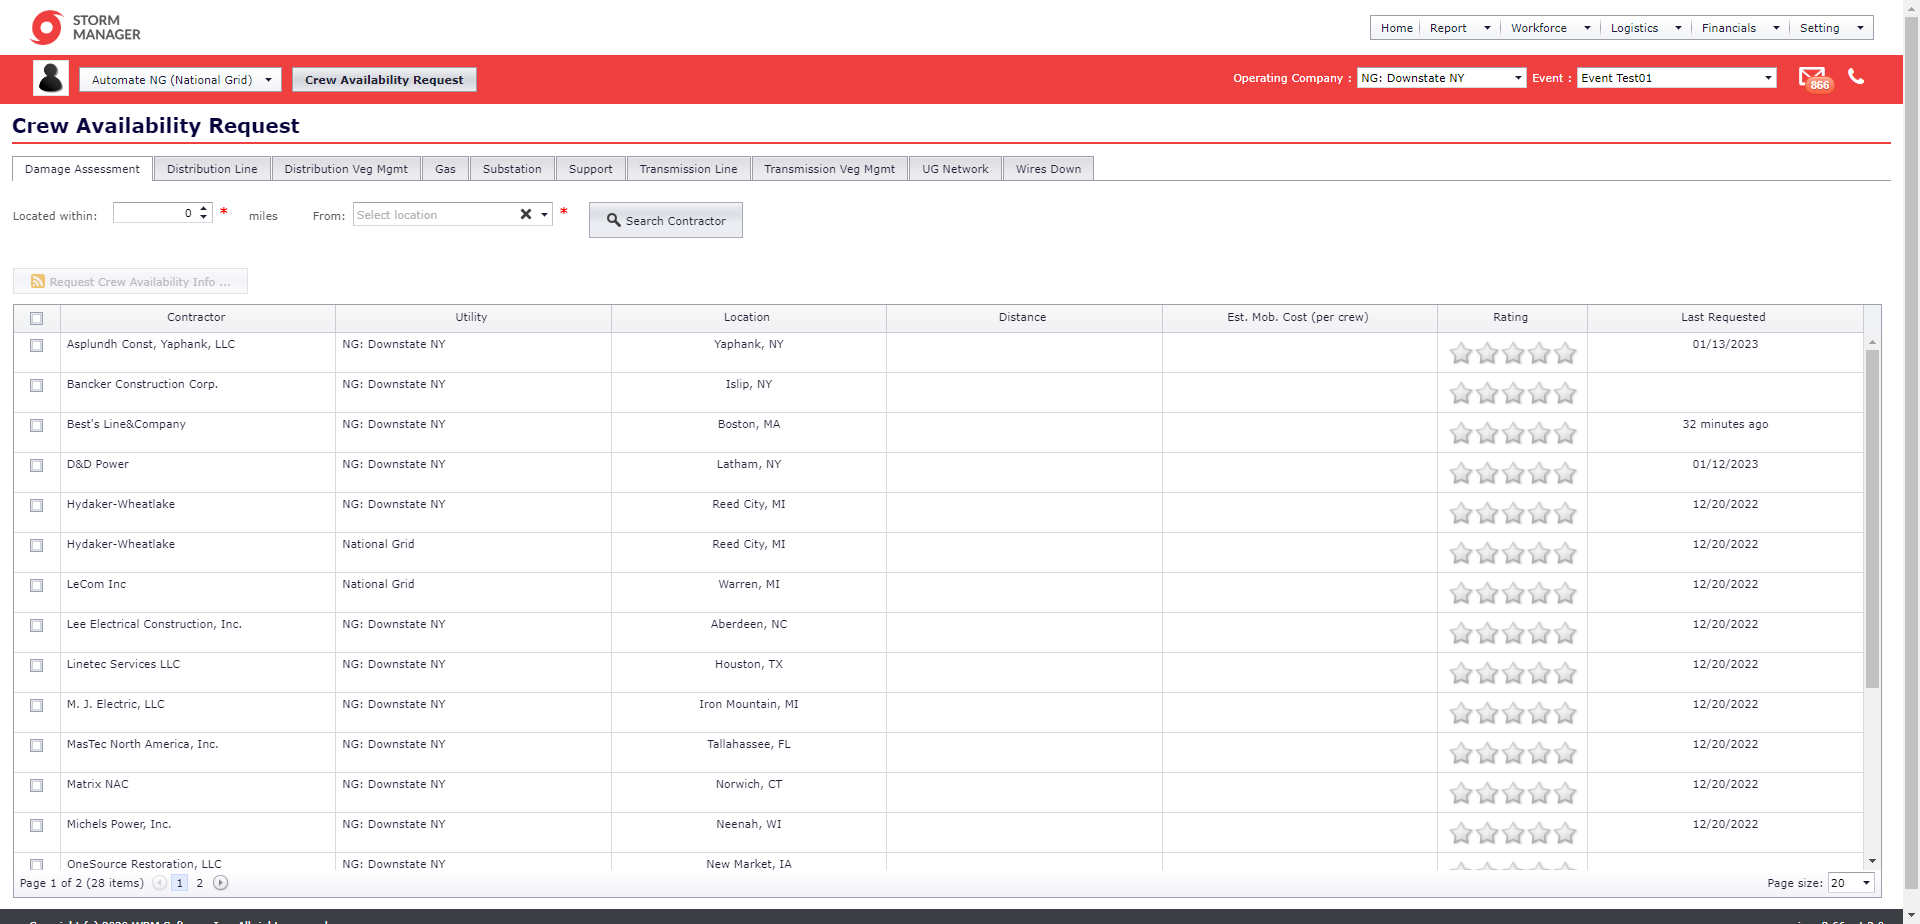 STORM
MANAGER
Home Report Workforce Logistics Financials Setting
Automate NG (National Grid) Crew Availability Request Operating Company : NG: Downstate NY Event : Event Test01 866
Crew Availability Request
Damage Assessment Distribution Line Distribution Veg Mgmt Gas Substation Support Transmission Line Transmission Veg Mgmt UG Network Wires Down
Located within: 0 * miles From: Select location * Search Contractor
Request Crew Availability Info ...
Contractor Utility Location Distance Est. Mob. Cost (per crew) Rating Last Requested
Asplundh Const, Yaphank, LLC NG: Downstate NY Yaphank, NY 01/13/2023
Bancker Construction Corp. NG: Downstate NY Islip, NY
Best's Line&Company NG: Downstate NY Boston, MA 32 minutes ago
D&D Power NG: Downstate NY Latham, NY 01/12/2023
Hydaker-Wheatlake NG: Downstate NY Reed City, MI 12/20/2022
Hydaker-Wheatlake National Grid Reed City, MI 12/20/2022
LeCom Inc National Grid Warren, MI 12/20/2022
Lee Electrical Construction, Inc. NG: Downstate NY Aberdeen, NC 12/20/2022
Linetec Services LLC NG: Downstate NY Houston, TX 12/20/2022
M. J. Electric, LLC NG: Downstate NY Iron Mountain, MI 12/20/2022
MasTec North America, Inc. NG: Downstate NY Tallahassee, FL 12/20/2022
Matrix NAC NG: Downstate NY Norwich, CT 12/20/2022
Michels Power, Inc. NG: Downstate NY Neenah, WI 12/20/2022
OneSource Restoration, LLC NG: Downstate NY New Market, IA
Page 1 of 2 (28 items) 1 2 Page size: 20